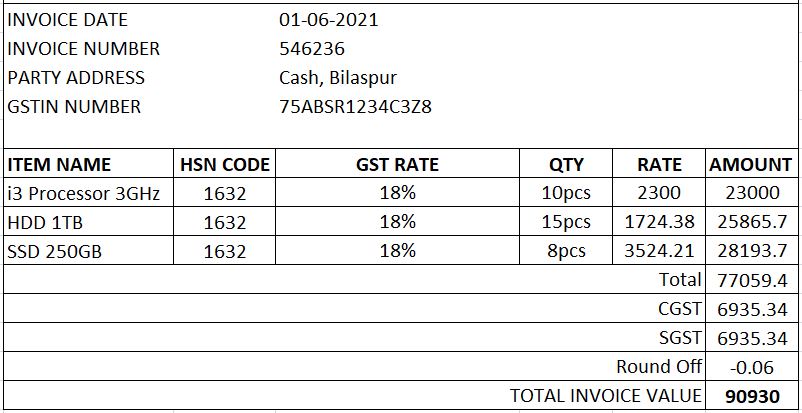 INVOICE DATE 01-06-2021
INVOICE NUMBER 546236
PARTY ADDRESS Cash, Bilaspur
GSTIN NUMBER 75ABSR1234C3Z8
ITEM NAME HSN CODE GST RATE QTY RATE AMOUNT
i3 Processor 3GHz 1632 18% 10pcs 2300 23000
HDD 1TB 1632 18% 15pcs 1724.38 25865.7
SSD 250GB 1632 18% 8pcs 3524.21 28193.7
Total 77059.4
CGST 6935.34
SGST 6935.34
Round Off -0.06
TOTAL INVOICE VALUE 90930